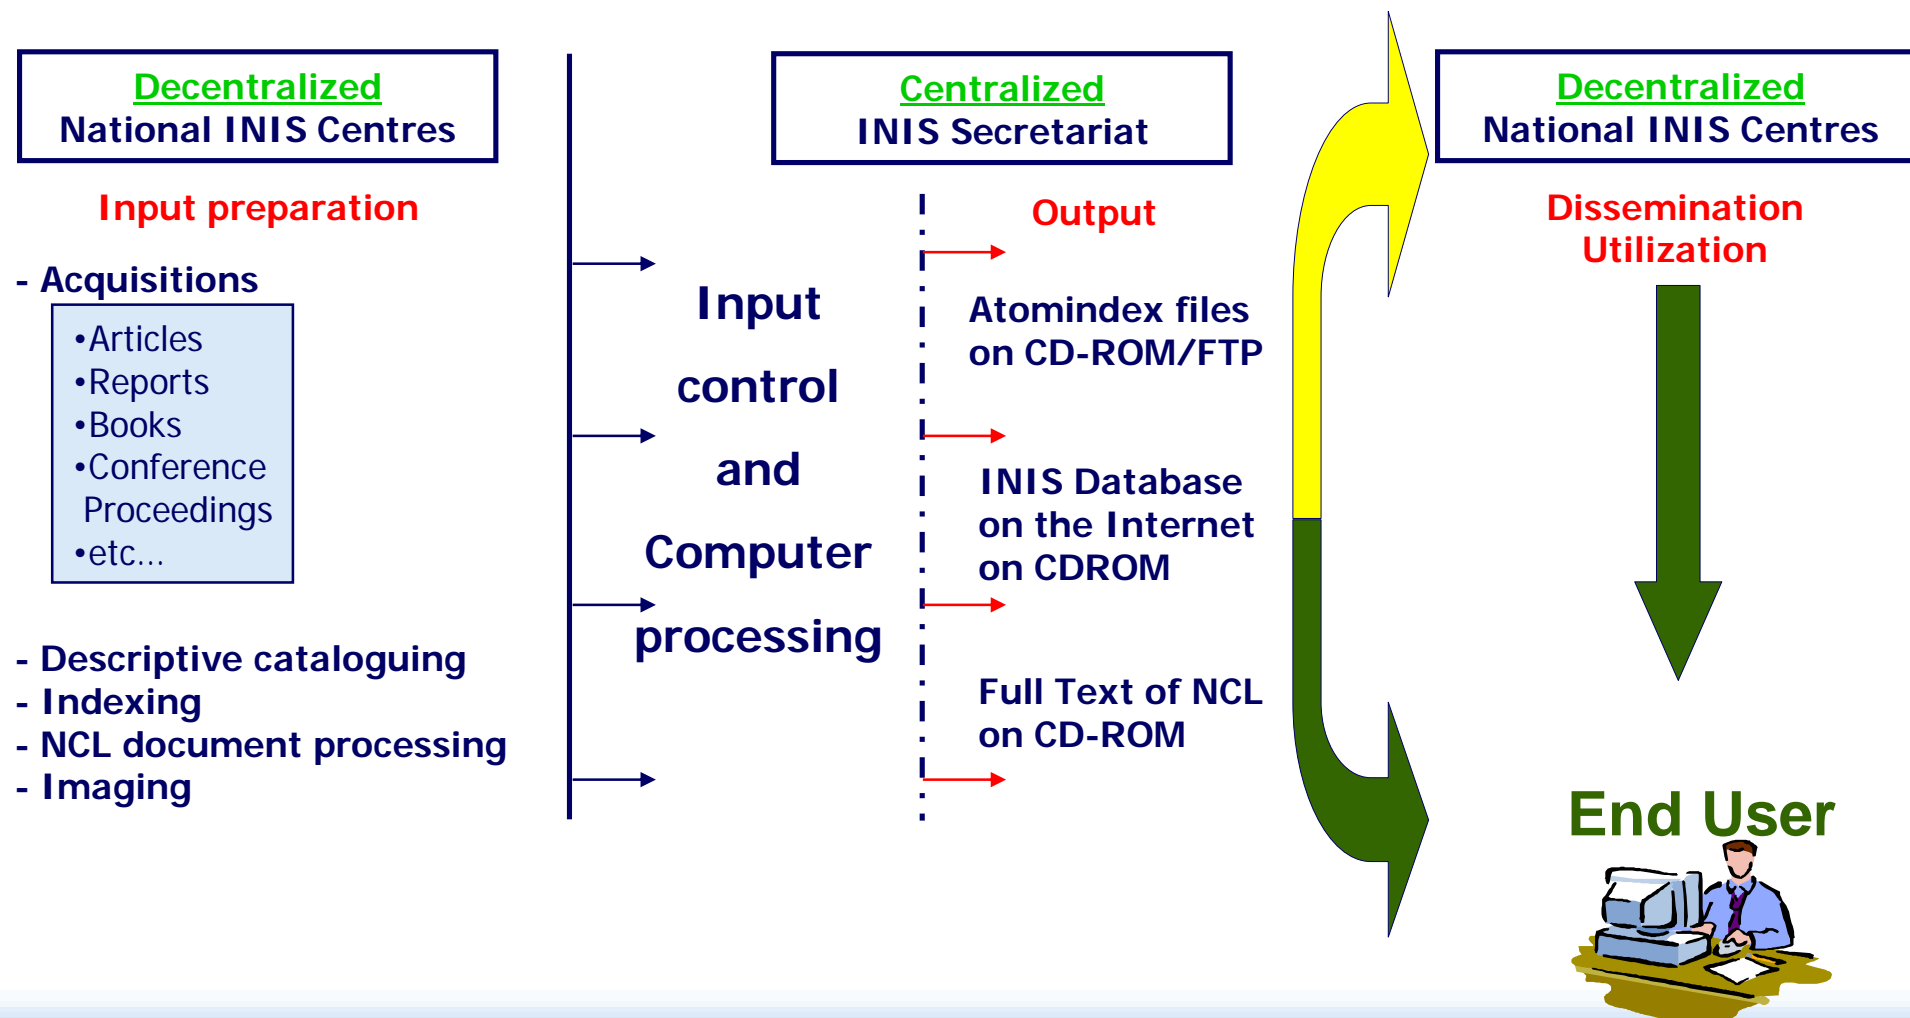 Decentralized
National INIS Centres
Input preparation
- Acquisitions
•Articles
•Reports
•Books
•Conference
Proceedings
•etc...
- Descriptive cataloguing
- Indexing
- NCL document processing
- Imaging
Centralized
INIS Secretariat
Input
control
and
Computer
processing
Output
Atomindex files
on CD-ROM/FTP
INIS Database
on the Internet
on CDROM
Full Text of NCL
on CD-ROM
Decentralized
National INIS Centres
Dissemination
Utilization
End User